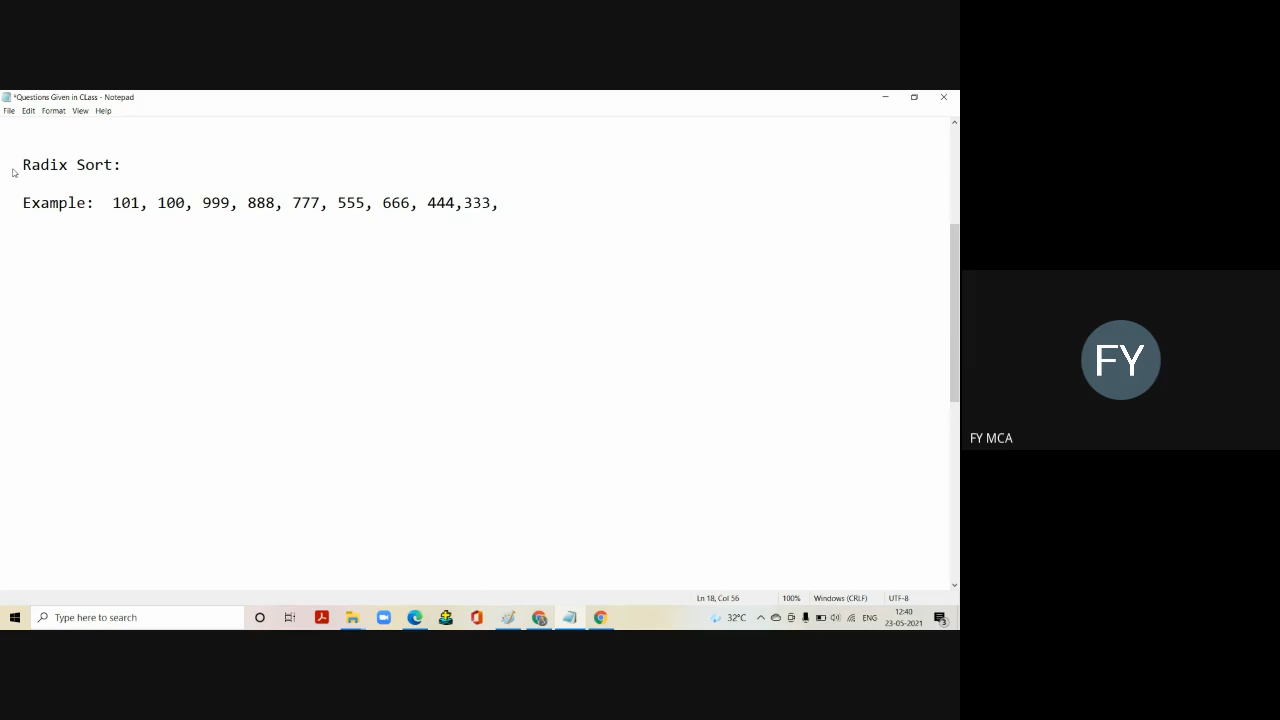 *Questions Given in CLass - Notepad
File Edit Format View Help
Radix Sort:
Example:  101, 100, 999, 888, 777, 555, 666, 444,333,
FY
FY MCA
Ln 18, Col 56 100% Windows (CRLF) UTF-8
Type here to search 32°C ENG 12:40
23-05-2021 3